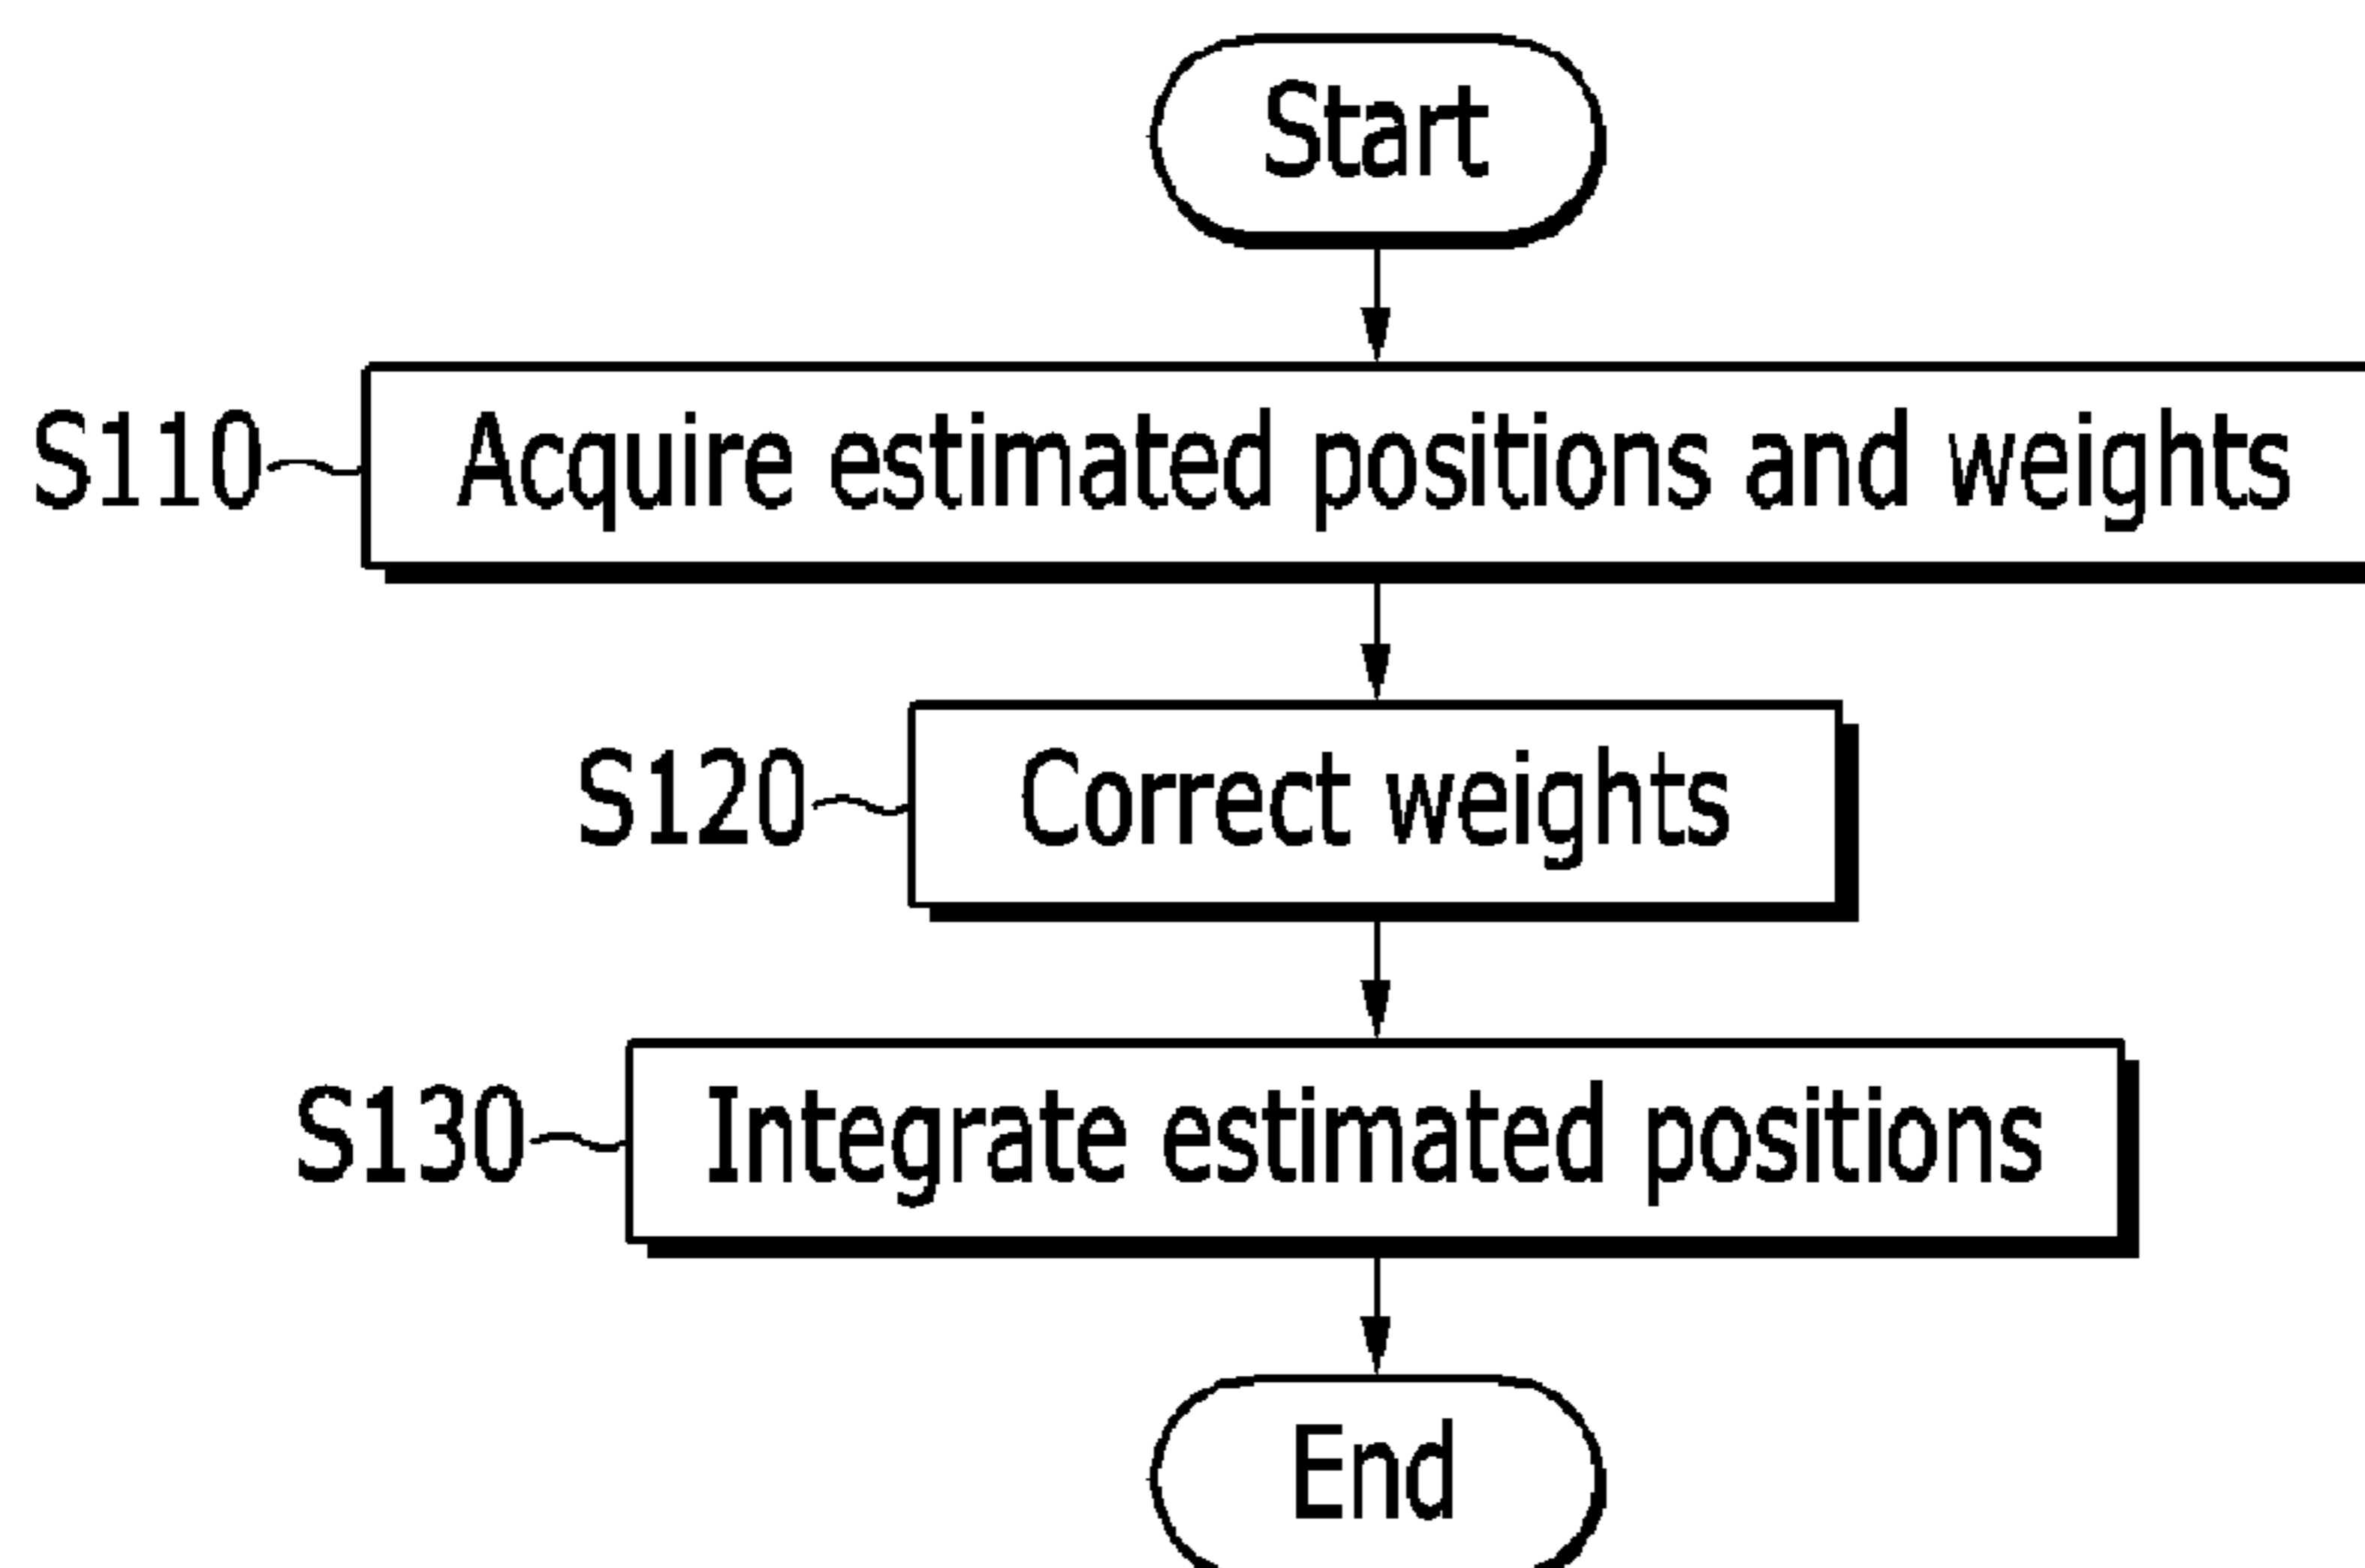 Start
S110 Acquire estimated positions and weights
S120 Correct weights
S130 Integrate estimated positions
End